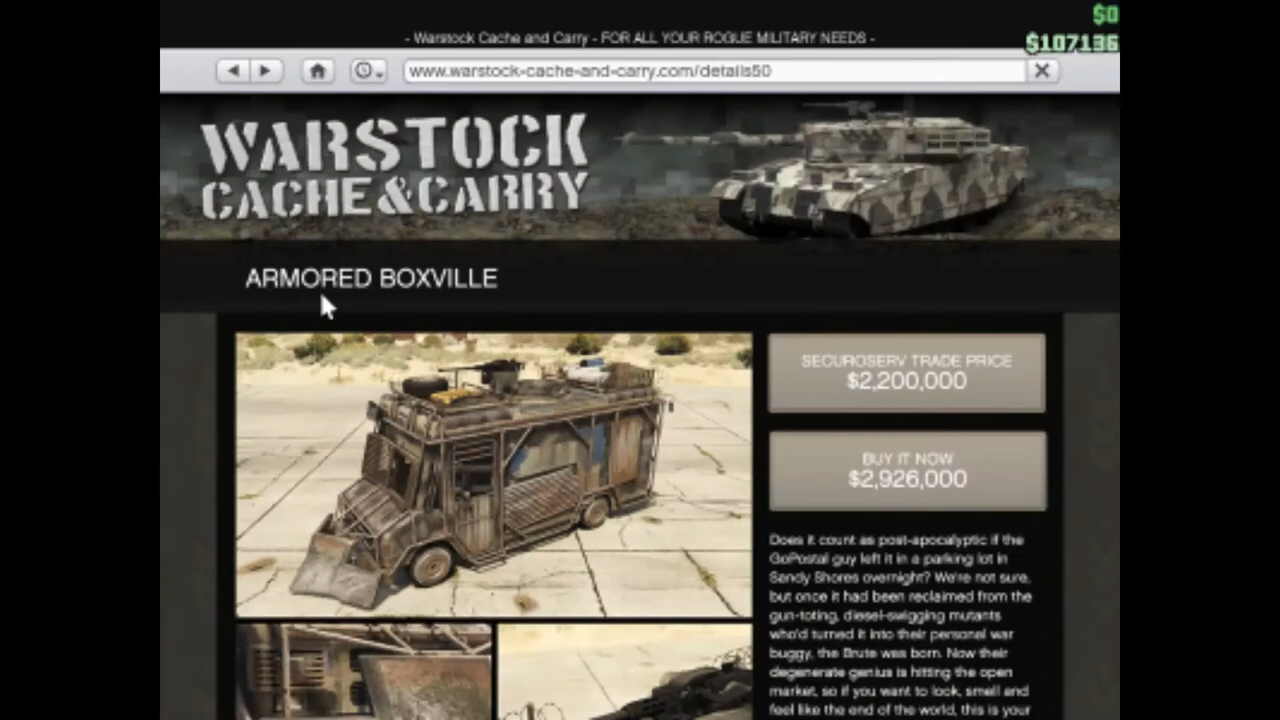 $0
- Warstock Cache and Carry - FOR ALL YOUR ROGUE MILITARY NEEDS -
$107136
www.warstock-cache-and-carry.com/details50
WARSTOCK
CACHE&CARRY
ARMORED BOXVILLE
SECUROSERV TRADE PRICE
$2,200,000
BUY IT NOW
$2,926,000
Does it count as post-apocalyptic if the
GoPostal guy left it in a parking lot in
Sandy Shores overnight? We're not sure,
but once it had been reclaimed from the
gun-toting, diesel-swigging mutants
who'd turned it into their personal war
buggy, the Brute was born. Now their
degenerate genius is hitting the open
market, so if you want to look, smell and
feel like the end of the world, this is your